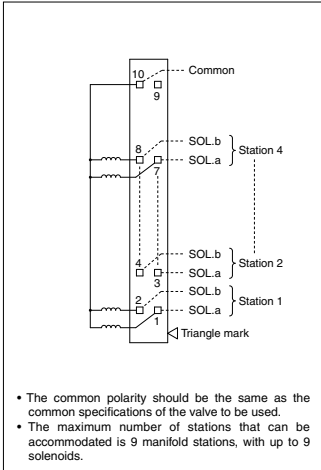 10
Common
9
8
SOL.b
SOL.a
Station 4
7
4
SOL.b
SOL.a
Station 2
3
2
SOL.b
SOL.a
Station 1
1
Triangle mark
• The common polarity should be the same as the
common specifications of the valve to be used.
• The maximum number of stations that can be
accommodated is 9 manifold stations, with up to 9
solenoids.